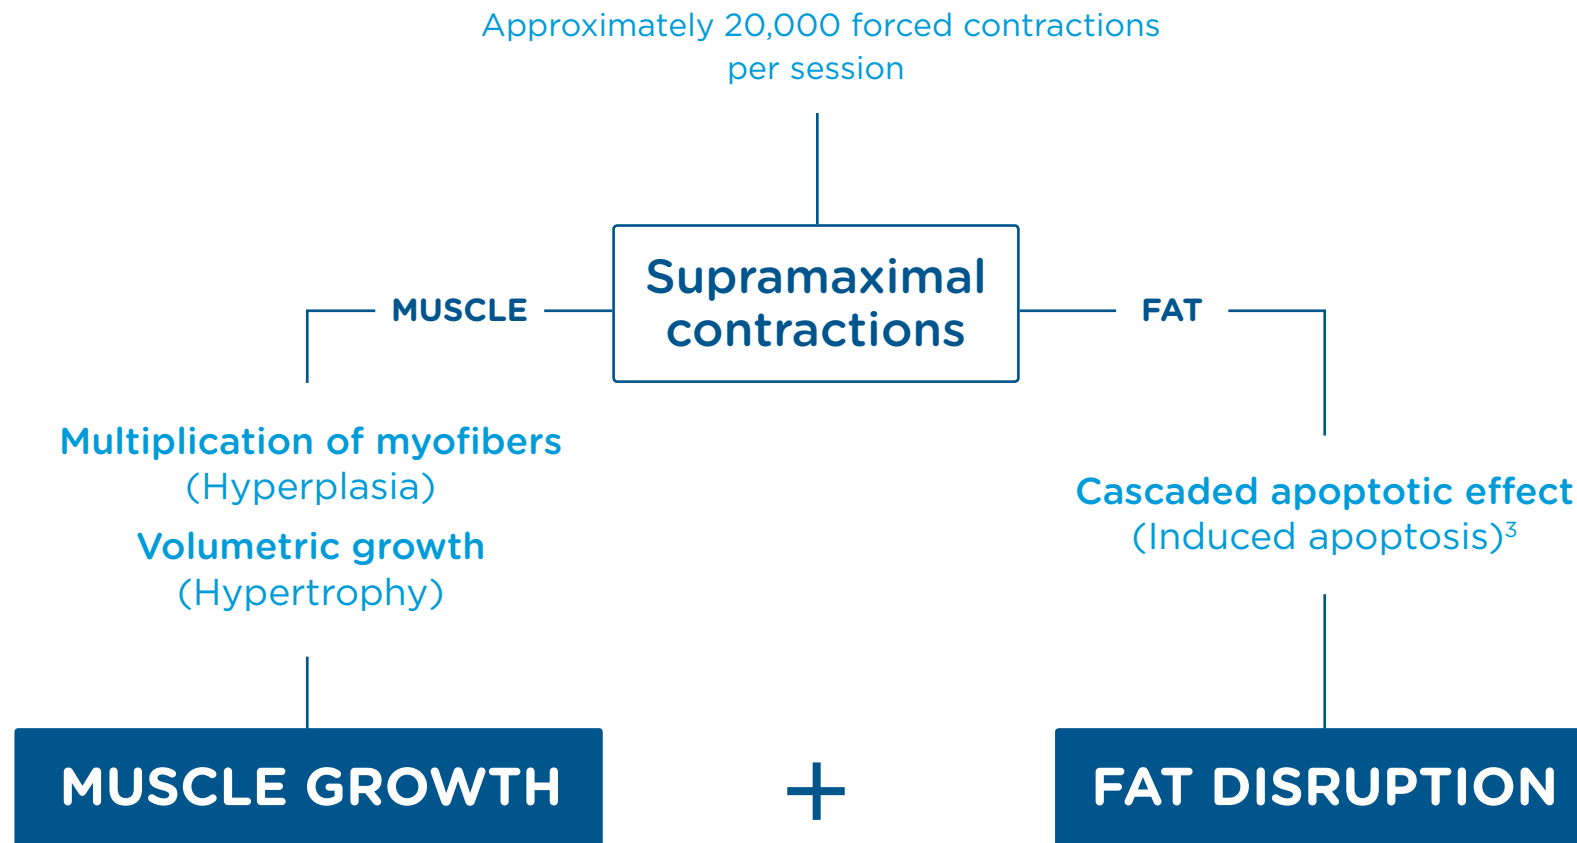 Approximately 20,000 forced contractions
per session
Supramaximal
contractions
MUSCLE
FAT
Multiplication of myofibers
(Hyperplasia)
Volumetric growth
(Hypertrophy)
Cascaded apoptotic effect
(Induced apoptosis)³
MUSCLE GROWTH
+
FAT DISRUPTION